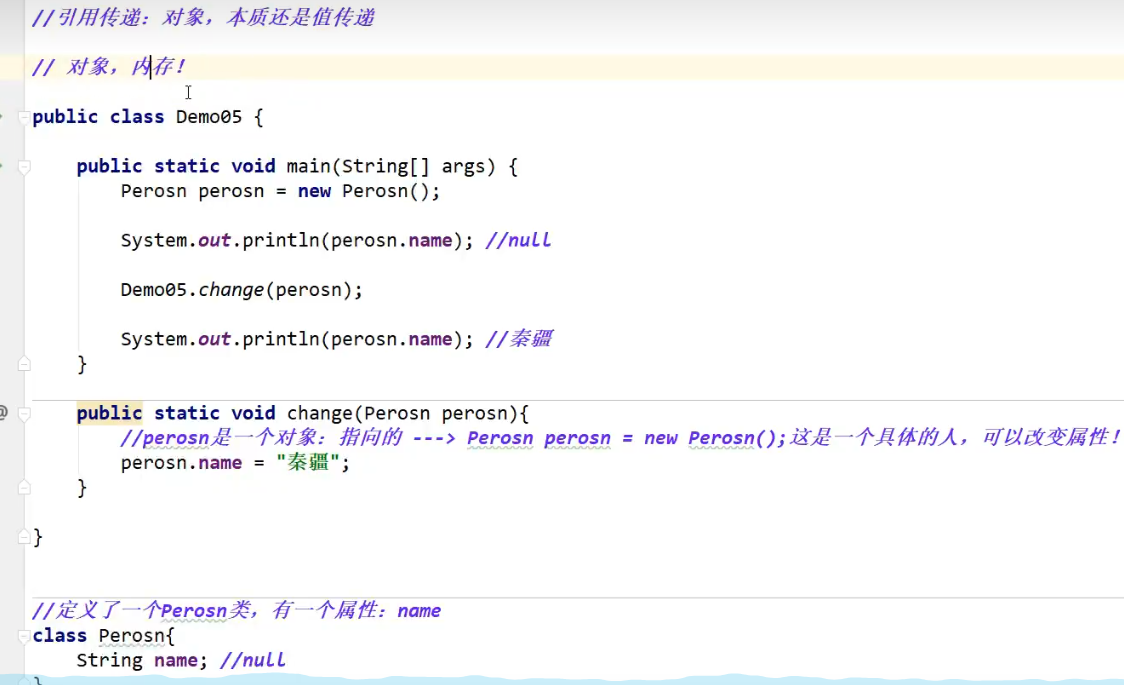 //引用传递：对象，本质还是值传递
// 对象，内存！
public class Demo05 {
public static void main(String[] args) {
Perosn perosn = new Perosn();
System.out.println(perosn.name); //null
Demo05.change(perosn);
System.out.println(perosn.name); //秦疆
}
@ public static void change(Perosn perosn){
//perosn是一个对象：指向的 ---> Perosn perosn = new Perosn();这是一个具体的人，可以改变属性！
perosn.name = "秦疆";
}
}
//定义了一个Perosn类，有一个属性：name
class Perosn{
String name; //null
}